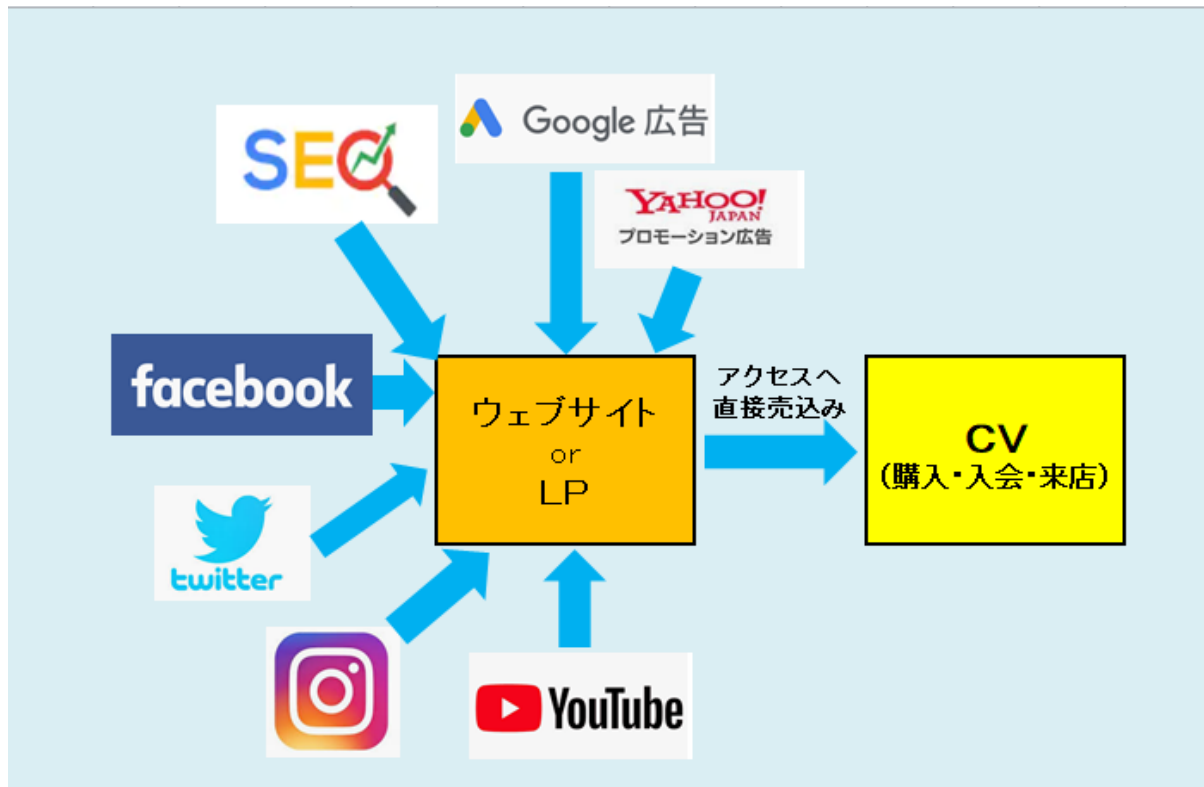 SEO
Google 広告
YAHOO!
JAPAN
プロモーション広告
facebook
twitter
YouTube
ウェブサイト
or
LP
アクセスへ
直接売込み
CV
(購入・入会・来店)